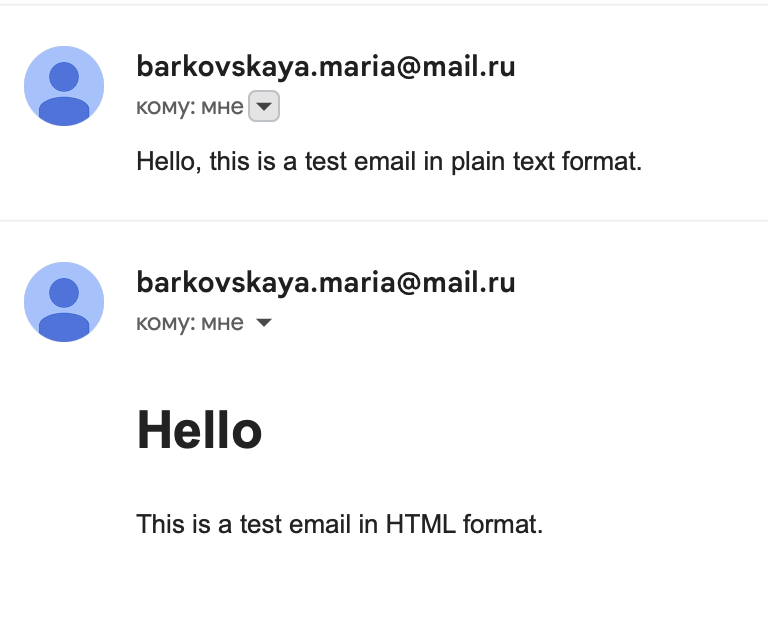 barkovskaya.maria@mail.ru
кому: мне
Hello, this is a test email in plain text format.
barkovskaya.maria@mail.ru
кому: мне
Hello
This is a test email in HTML format.